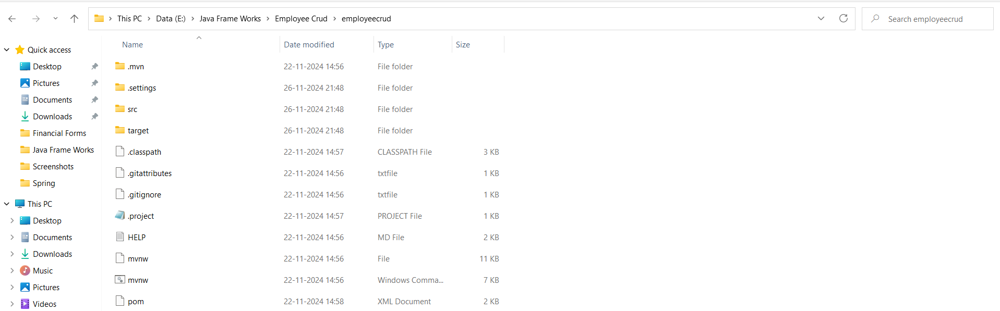 This PC > Data (E:) > Java Frame Works > Employee Crud > employeecrud
Search employeecrud
Quick access
Desktop
Pictures
Documents
Downloads
Financial Forms
Java Frame Works
Screenshots
Spring
This PC
Desktop
Documents
Downloads
Music
Pictures
Videos
Name Date modified Type Size
.mvn 22-11-2024 14:56 File folder
.settings 26-11-2024 21:48 File folder
src 26-11-2024 21:48 File folder
target 26-11-2024 21:48 File folder
.classpath 22-11-2024 14:57 CLASSPATH File 3 KB
.gitattributes 22-11-2024 14:56 txtfile 1 KB
.gitignore 22-11-2024 14:56 txtfile 1 KB
.project 22-11-2024 14:57 PROJECT File 1 KB
HELP 22-11-2024 14:56 MD File 2 KB
mvnw 22-11-2024 14:56 File 11 KB
mvnw 22-11-2024 14:56 Windows Comma... 7 KB
pom 22-11-2024 14:58 XML Document 2 KB